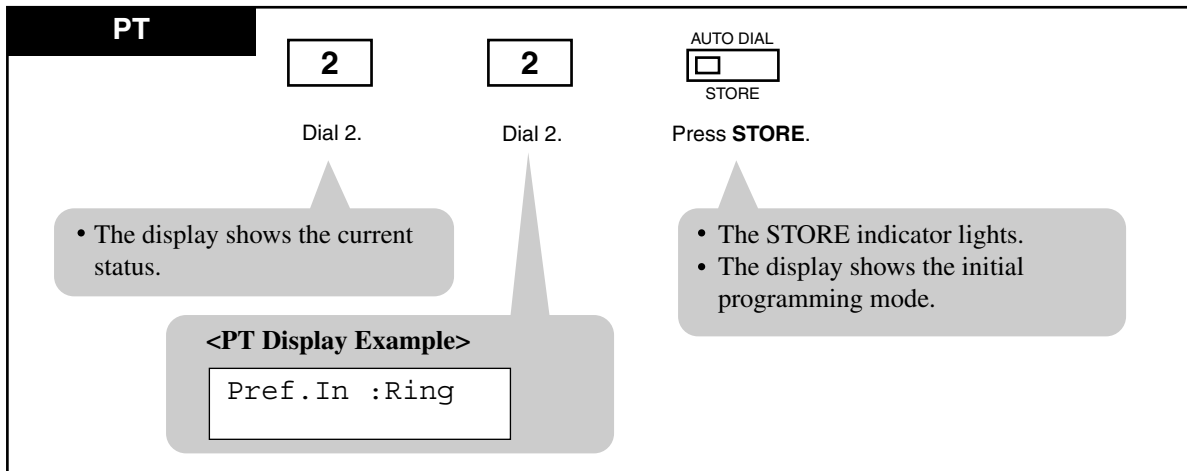 PT
2
2
AUTO DIAL
STORE
Dial 2.
Dial 2.
Press STORE.
• The display shows the current
status.
• The STORE indicator lights.
• The display shows the initial
programming mode.
<PT Display Example>
Pref.In :Ring